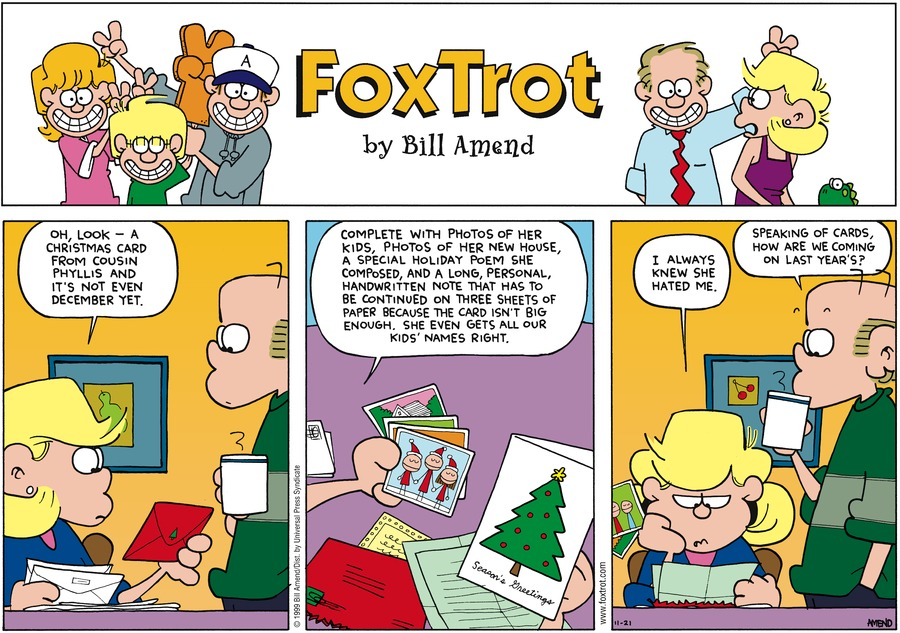 A
FoxTrot
by Bill Amend
OH, LOOK — A
CHRISTMAS CARD
FROM COUSIN
PHYLLIS AND
IT'S NOT EVEN
DECEMBER YET.
© 1999 Bill Amend/Dist. by Universal Press Syndicate
COMPLETE WITH PHOTOS OF HER
KIDS, PHOTOS OF HER NEW HOUSE,
A SPECIAL HOLIDAY POEM SHE
COMPOSED, AND A LONG, PERSONAL,
HANDWRITTEN NOTE THAT HAS TO
BE CONTINUED ON THREE SHEETS OF
PAPER BECAUSE THE CARD ISN'T BIG
ENOUGH. SHE EVEN GETS ALL OUR
KIDS' NAMES RIGHT.
Season's Greetings
www.foxtrot.com
I ALWAYS
KNEW SHE
HATED ME.
SPEAKING OF CARDS,
HOW ARE WE COMING
ON LAST YEAR'S?
11-21
AMEND